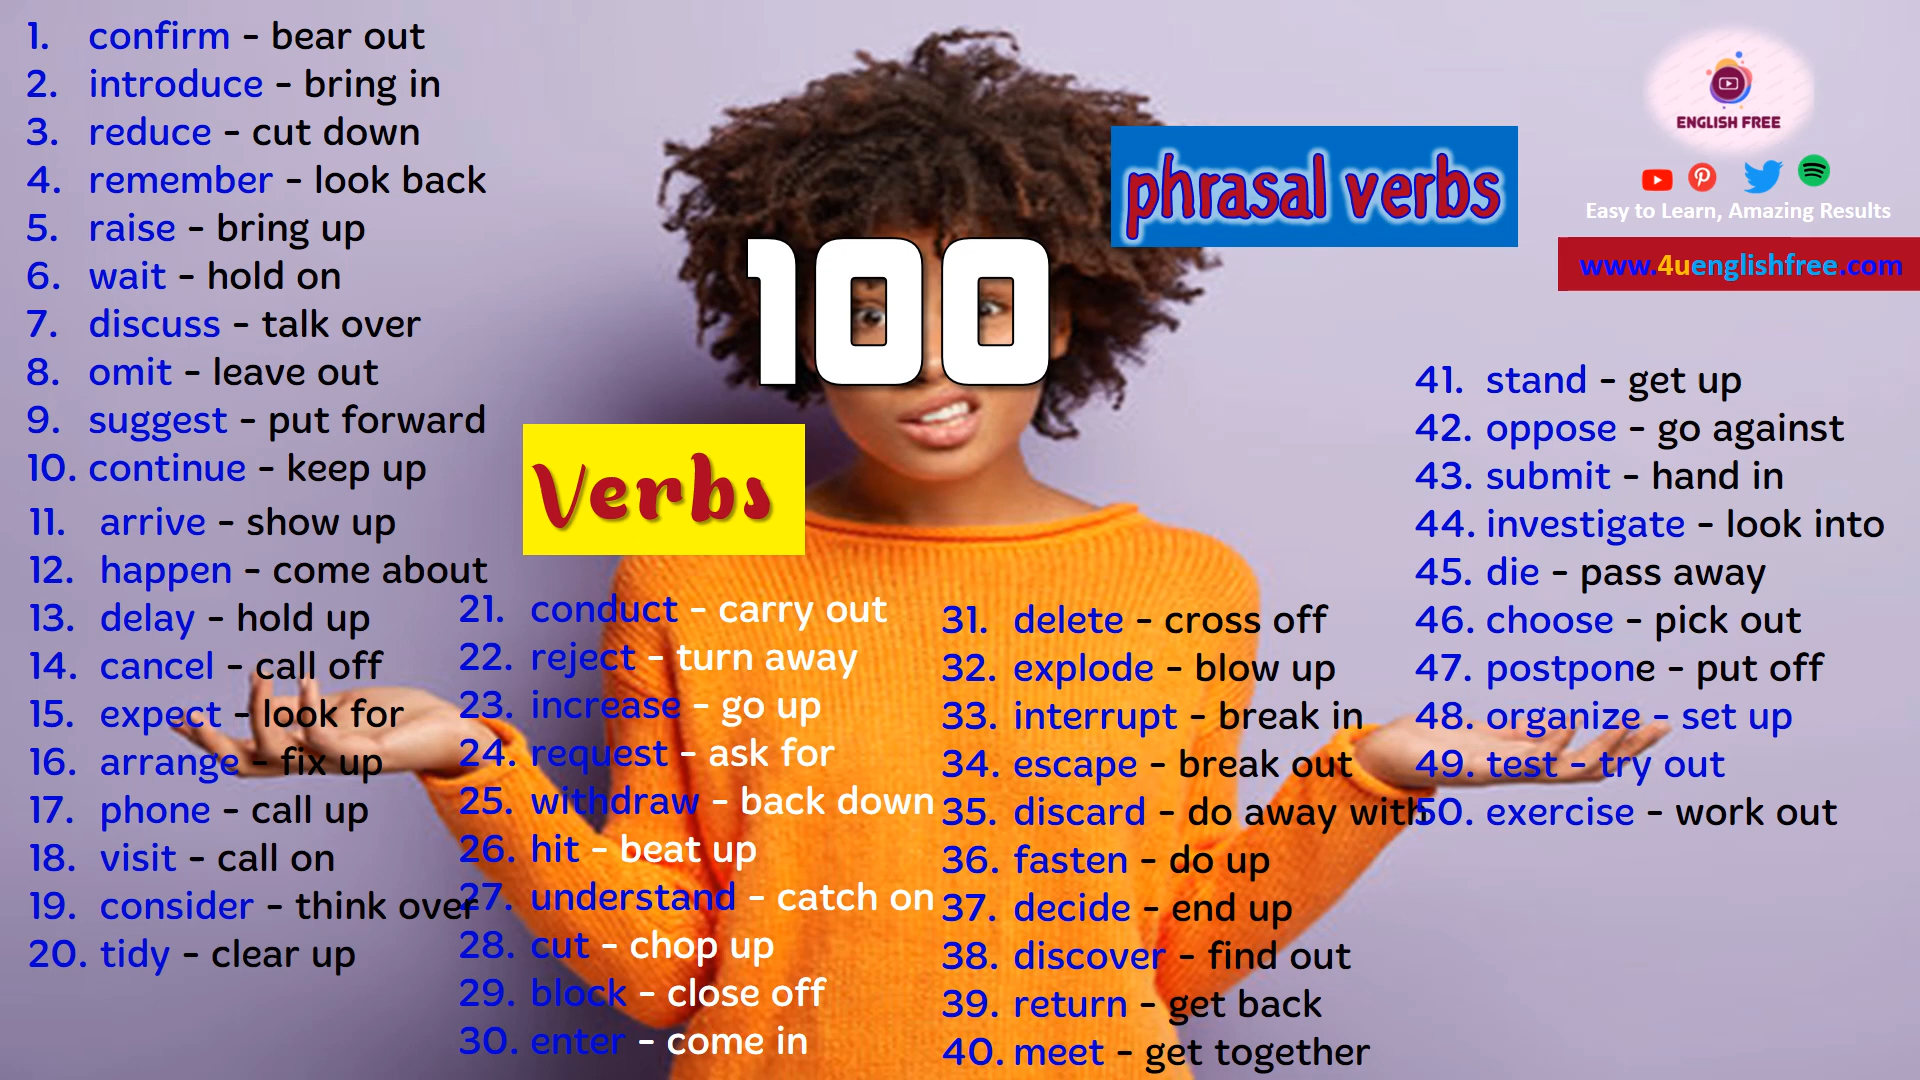 1. confirm - bear out
2. introduce - bring in
3. reduce - cut down
4. remember - look back
5. raise - bring up
6. wait - hold on
7. discuss - talk over
8. omit - leave out
9. suggest - put forward
10. continue - keep up
11. arrive - show up
12. happen - come about
13. delay - hold up
14. cancel - call off
15. expect - look for
16. arrange - fix up
17. phone - call up
18. visit - call on
19. consider - think over
20. tidy - clear up
100
phrasal verbs
Verbs
21. conduct - carry out
22. reject - turn away
23. increase - go up
24. request - ask for
25. withdraw - back down
26. hit - beat up
27. understand - catch on
28. cut - chop up
29. block - close off
30. enter - come in
31. delete - cross off
32. explode - blow up
33. interrupt - break in
34. escape - break out
35. discard - do away with
36. fasten - do up
37. decide - end up
38. discover - find out
39. return - get back
40. meet - get together
ENGLISH FREE
Easy to Learn, Amazing Results
www.4uenglishfree.com
41. stand - get up
42. oppose - go against
43. submit - hand in
44. investigate - look into
45. die - pass away
46. choose - pick out
47. postpone - put off
48. organize - set up
49. test - try out
50. exercise - work out